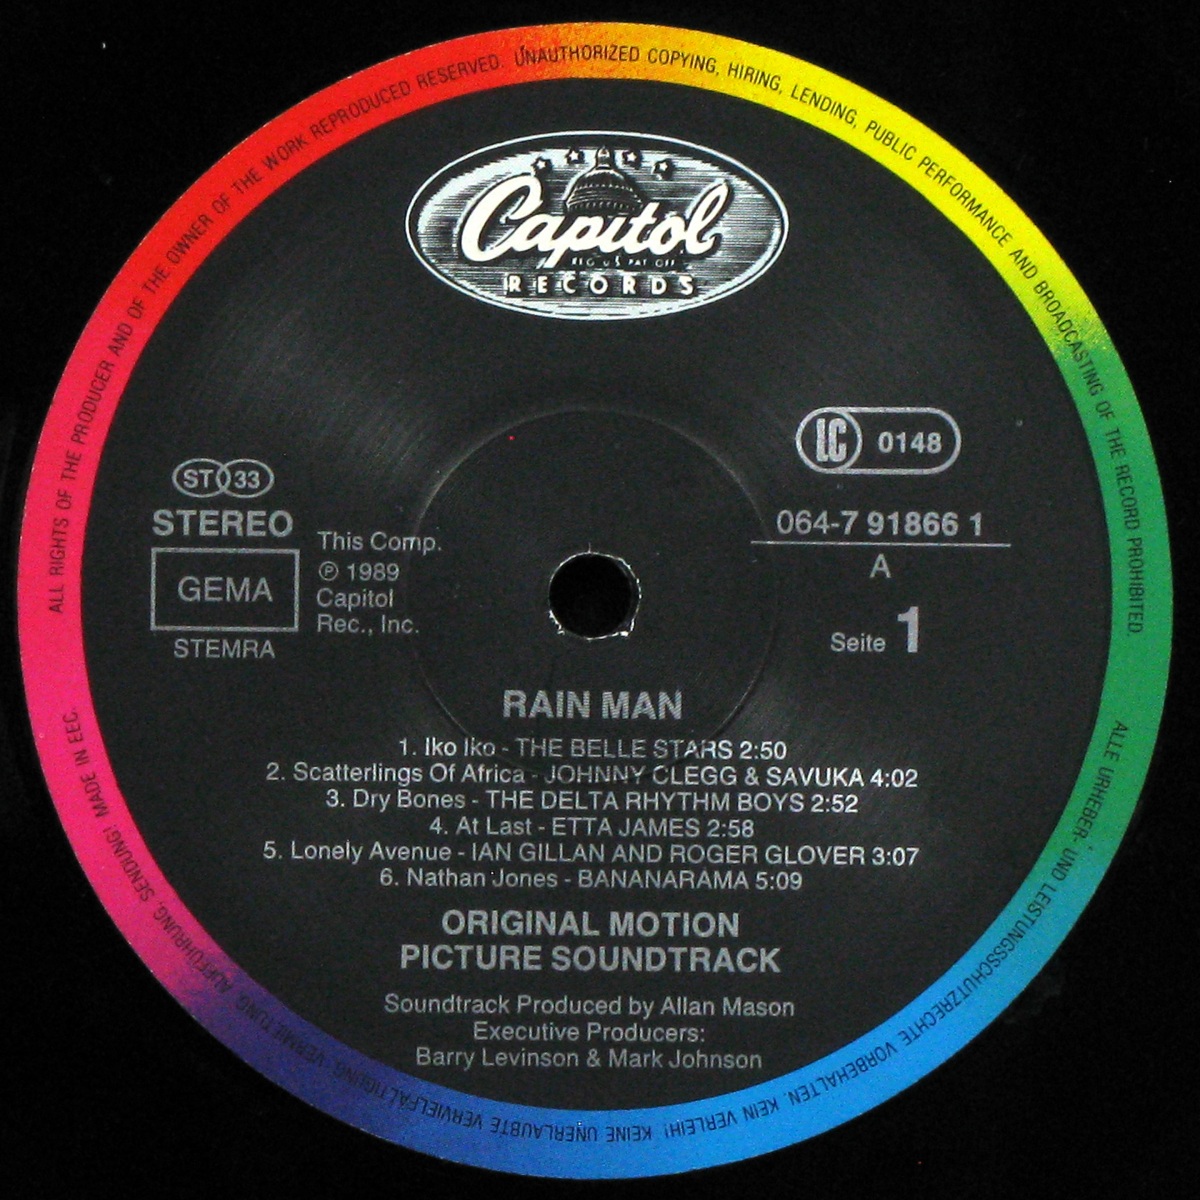 ALL RIGHTS OF THE PRODUCER AND OF THE OWNER OF THE WORK REPRODUCED RESERVED. UNAUTHORIZED COPYING, HIRING, LENDING, PUBLIC PERFORMANCE AND BROADCASTING OF THE RECORD PROHIBITED.
Capitol
REG. U.S. PAT. OFF.
RECORDS
LC 0148
ST 33
STEREO
GEMA
STEMRA
This Comp.
℗ 1989
Capitol
Rec., Inc.
064-7 91866 1
A
Seite 1
RAIN MAN
1. Iko Iko - THE BELLE STARS 2:50
2. Scatterlings Of Africa - JOHNNY CLEGG & SAVUKA 4:02
3. Dry Bones - THE DELTA RHYTHM BOYS 2:52
4. At Last - ETTA JAMES 2:58
5. Lonely Avenue - IAN GILLAN AND ROGER GLOVER 3:07
6. Nathan Jones - BANANARAMA 5:09
ORIGINAL MOTION
PICTURE SOUNDTRACK
Soundtrack Produced by Allan Mason
Executive Producers:
Barry Levinson & Mark Johnson
ALLE URHEBER- UND LEISTUNGSSCHUTZRECHTE VORBEHALTEN. KEIN VERLEIH! KEINE UNERLAUBTE VERVIELFÄLTIGUNG, VERMIETUNG, AUFFÜHRUNG, SENDUNG! MADE IN EEC.